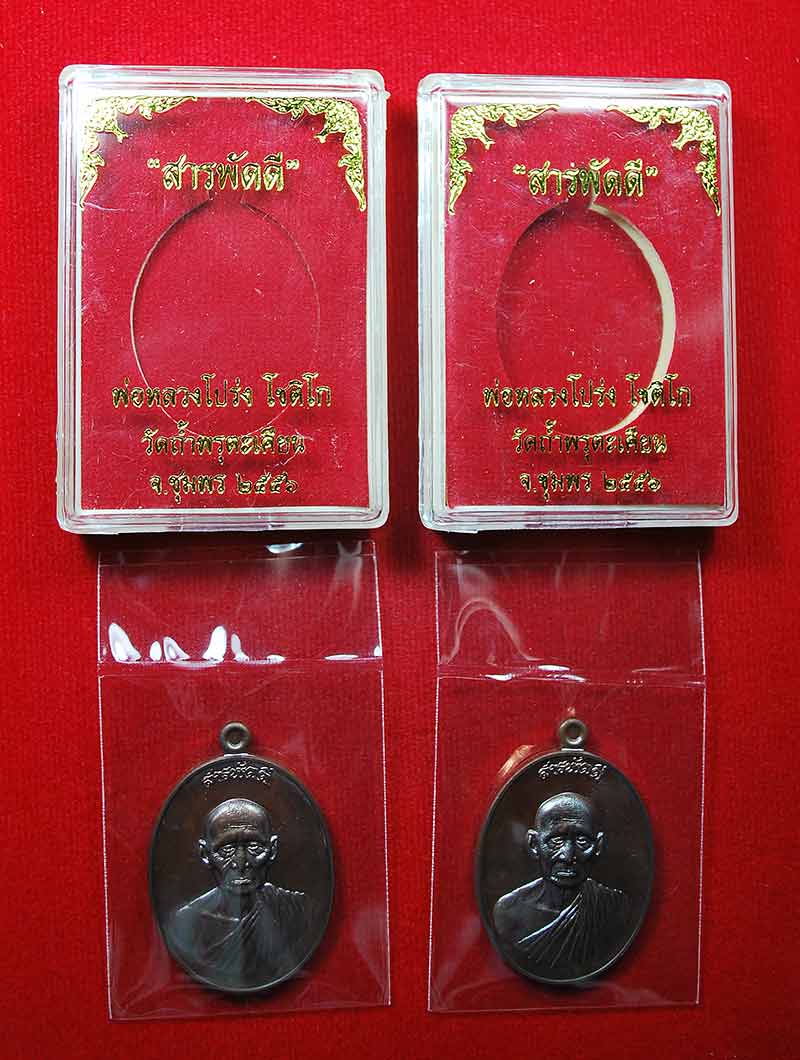 "สารพัดดี"
พ่อหลวงโปร่ง โชติโก
วัดถ้ำพรุตะเคียน
จ.ชุมพร ๒๕๕๖
"สารพัดดี"
พ่อหลวงโปร่ง โชติโก
วัดถ้ำพรุตะเคียน
จ.ชุมพร ๒๕๕๖
สารพัดดี
สารพัดดี